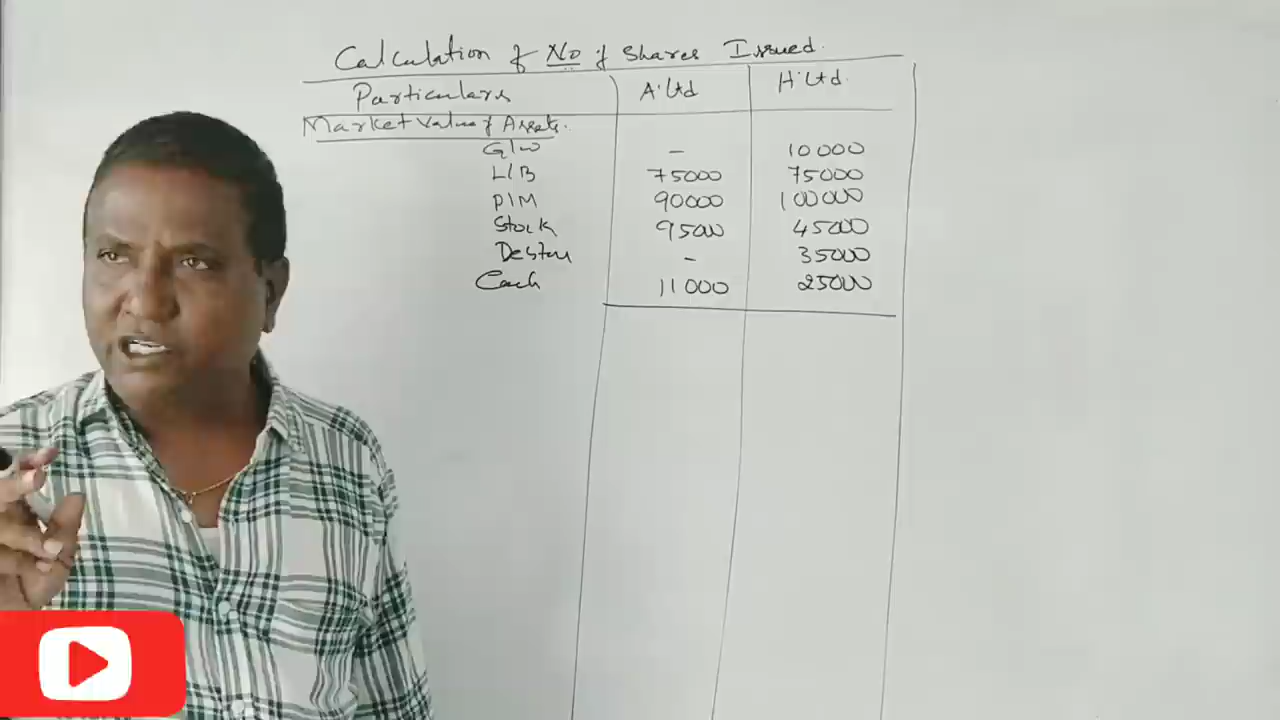 Calculation of No of Shares Issued.
Particulars A. Ltd H. Ltd.
Market Value of Assets.
G/w - 10000
L/B 75000 75000
P/M 90000 100000
Stock 95000 45000
Debtors - 35000
Cash 11000 25000